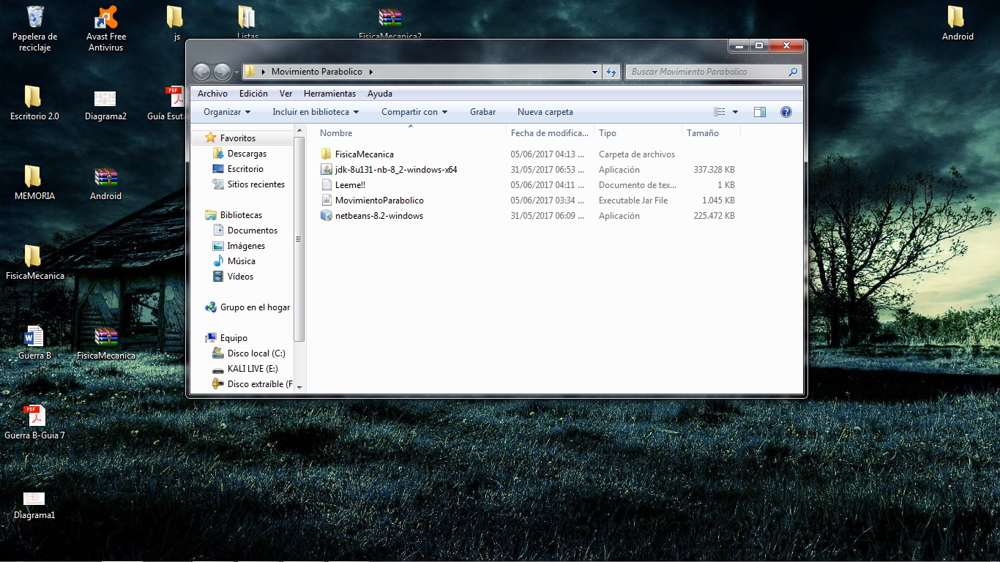 Papelera de
reciclaje
Avast Free
Antivirus
js
Listas
FisicaMecanica2
Android
Escritorio 2.0
Diagrama2
PDF
Guía
MEMORIA
Android
FisicaMecanica
W
Guerra B
FisicaMecanica
PDF
Guerra B-Guia 7
Diagrama1
Movimiento Parabolico
Buscar Movimiento Parabolico
Archivo Edición Ver Herramientas Ayuda
Organizar Incluir en biblioteca Compartir con Grabar Nueva carpeta
Favoritos
Descargas
Escritorio
Sitios recientes
Bibliotecas
Documentos
Imágenes
Música
Vídeos
Grupo en el hogar
Equipo
Disco local (C:)
KALI LIVE (E:)
Disco extraíble (F
Nombre Fecha de modifica... Tipo Tamaño
FisicaMecanica 05/06/2017 04:13 ... Carpeta de archivos
jdk-8u131-nb-8_2-windows-x64 31/05/2017 06:53 ... Aplicación 337.328 KB
Leeme!! 05/06/2017 04:11 ... Documento de tex... 1 KB
MovimientoParabolico 05/06/2017 03:34 ... Executable Jar File 1.045 KB
netbeans-8.2-windows 31/05/2017 06:09 ... Aplicación 225.472 KB